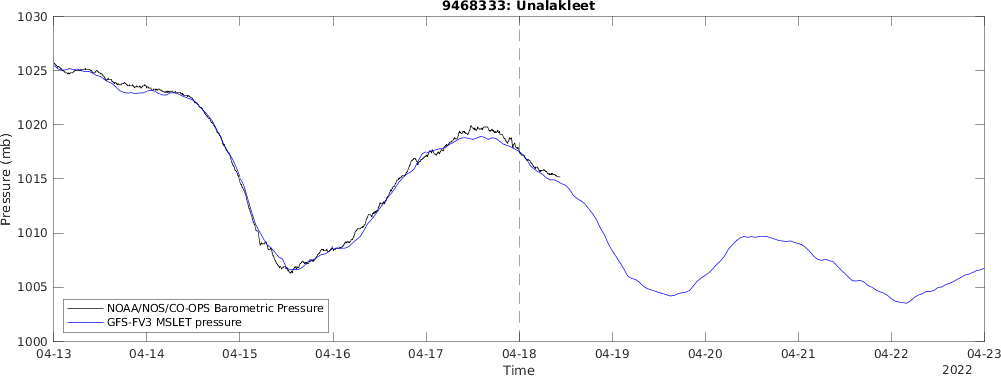 9468333: Unalakleet
Pressure (mb)
1030
1025
1020
1015
1010
1005
1000
NOAA/NOS/CO-OPS Barometric Pressure
GFS-FV3 MSLET pressure
04-13 04-14 04-15 04-16 04-17 04-18 04-19 04-20 04-21 04-22 04-23
Time
2022